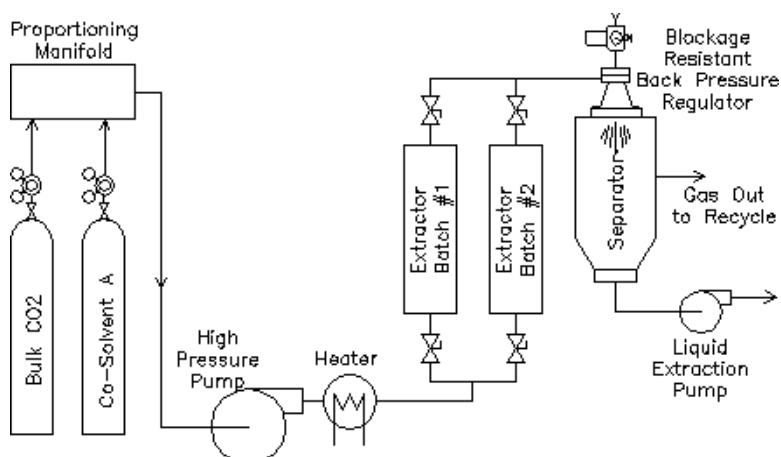 Proportioning
Manifold
Bulk CO2
Co-Solvent A
High
Pressure
Pump
Heater
Extractor
Batch #1
Extractor
Batch #2
Blockage
Resistant
Back Pressure
Regulator
Separator
Gas Out
to Recycle
Liquid
Extraction
Pump